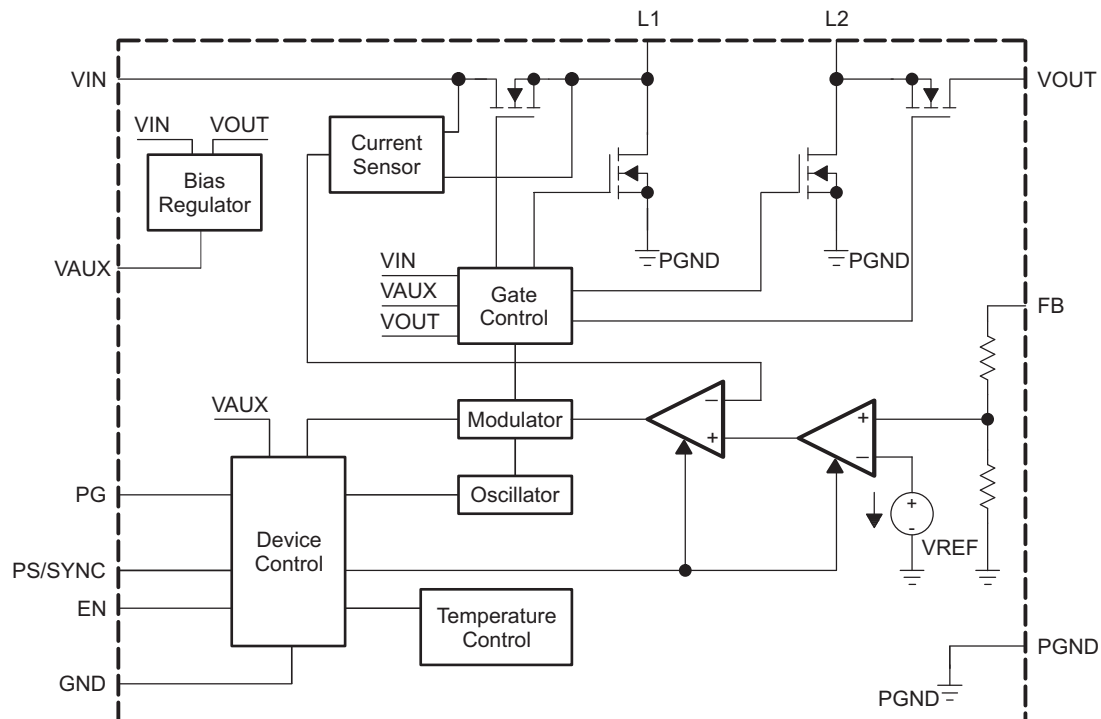 L1
L2
VIN
VOUT
VIN
VOUT
Current
Sensor
Bias
Regulator
VAUX
PGND
PGND
VIN
VAUX
VOUT
Gate
Control
FB
VAUX
Modulator
−
+
+
−
PG
Oscillator
Device
Control
+
-
VREF
PS/SYNC
EN
Temperature
Control
PGND
GND
PGND